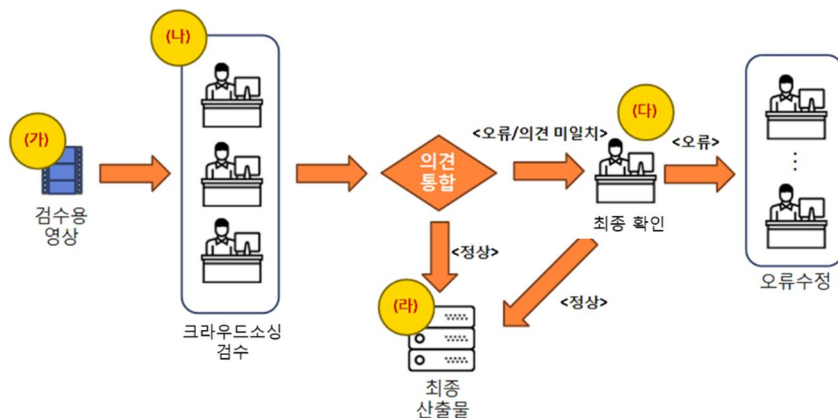 (가)
검수용
영상
(나)
크라우드소싱
검수
의견
통합
<오류/의견 미일치>
<정상>
(다)
최종 확인
<오류>
<정상>
(라)
최종
산출물
오류수정